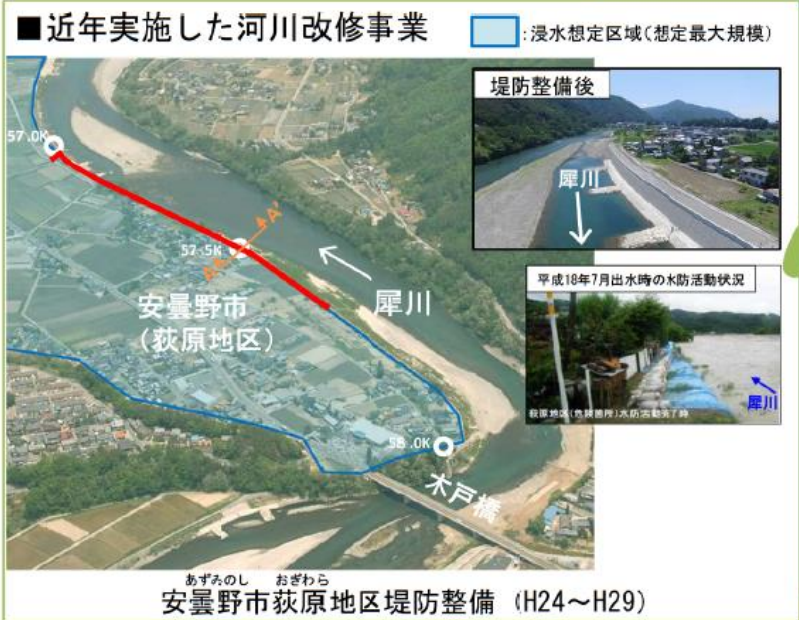 ■近年実施した河川改修事業
:浸水想定区域(想定最大規模)
57.0K
堤防整備後
犀川
57.5K
A
A'
安曇野市
(荻原地区)
犀川
平成18年7月出水時の水防活動状況
犀川
荻原地区(危険箇所)水防活動完了時
58.0K
木戸橋
あずみのし おぎわら
安曇野市荻原地区堤防整備 (H24～H29)